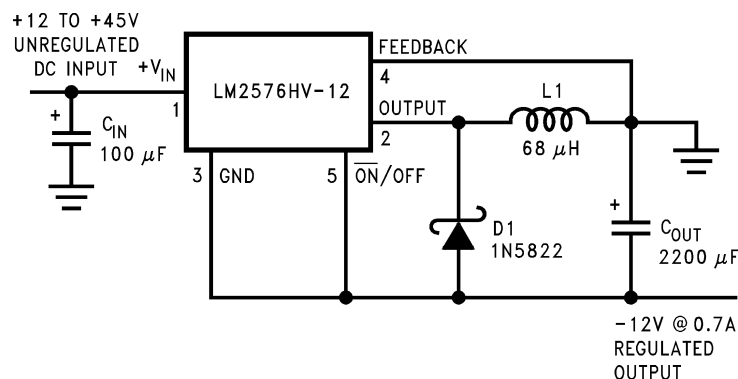 +12 TO +45V
UNREGULATED
DC INPUT
+VIN
1
LM2576HV-12
FEEDBACK
4
OUTPUT
2
L1
68 μH
+
CIN
100 μF
3
GND
5
ON/OFF
D1
1N5822
+
COUT
2200 μF
-12V @ 0.7A
REGULATED
OUTPUT